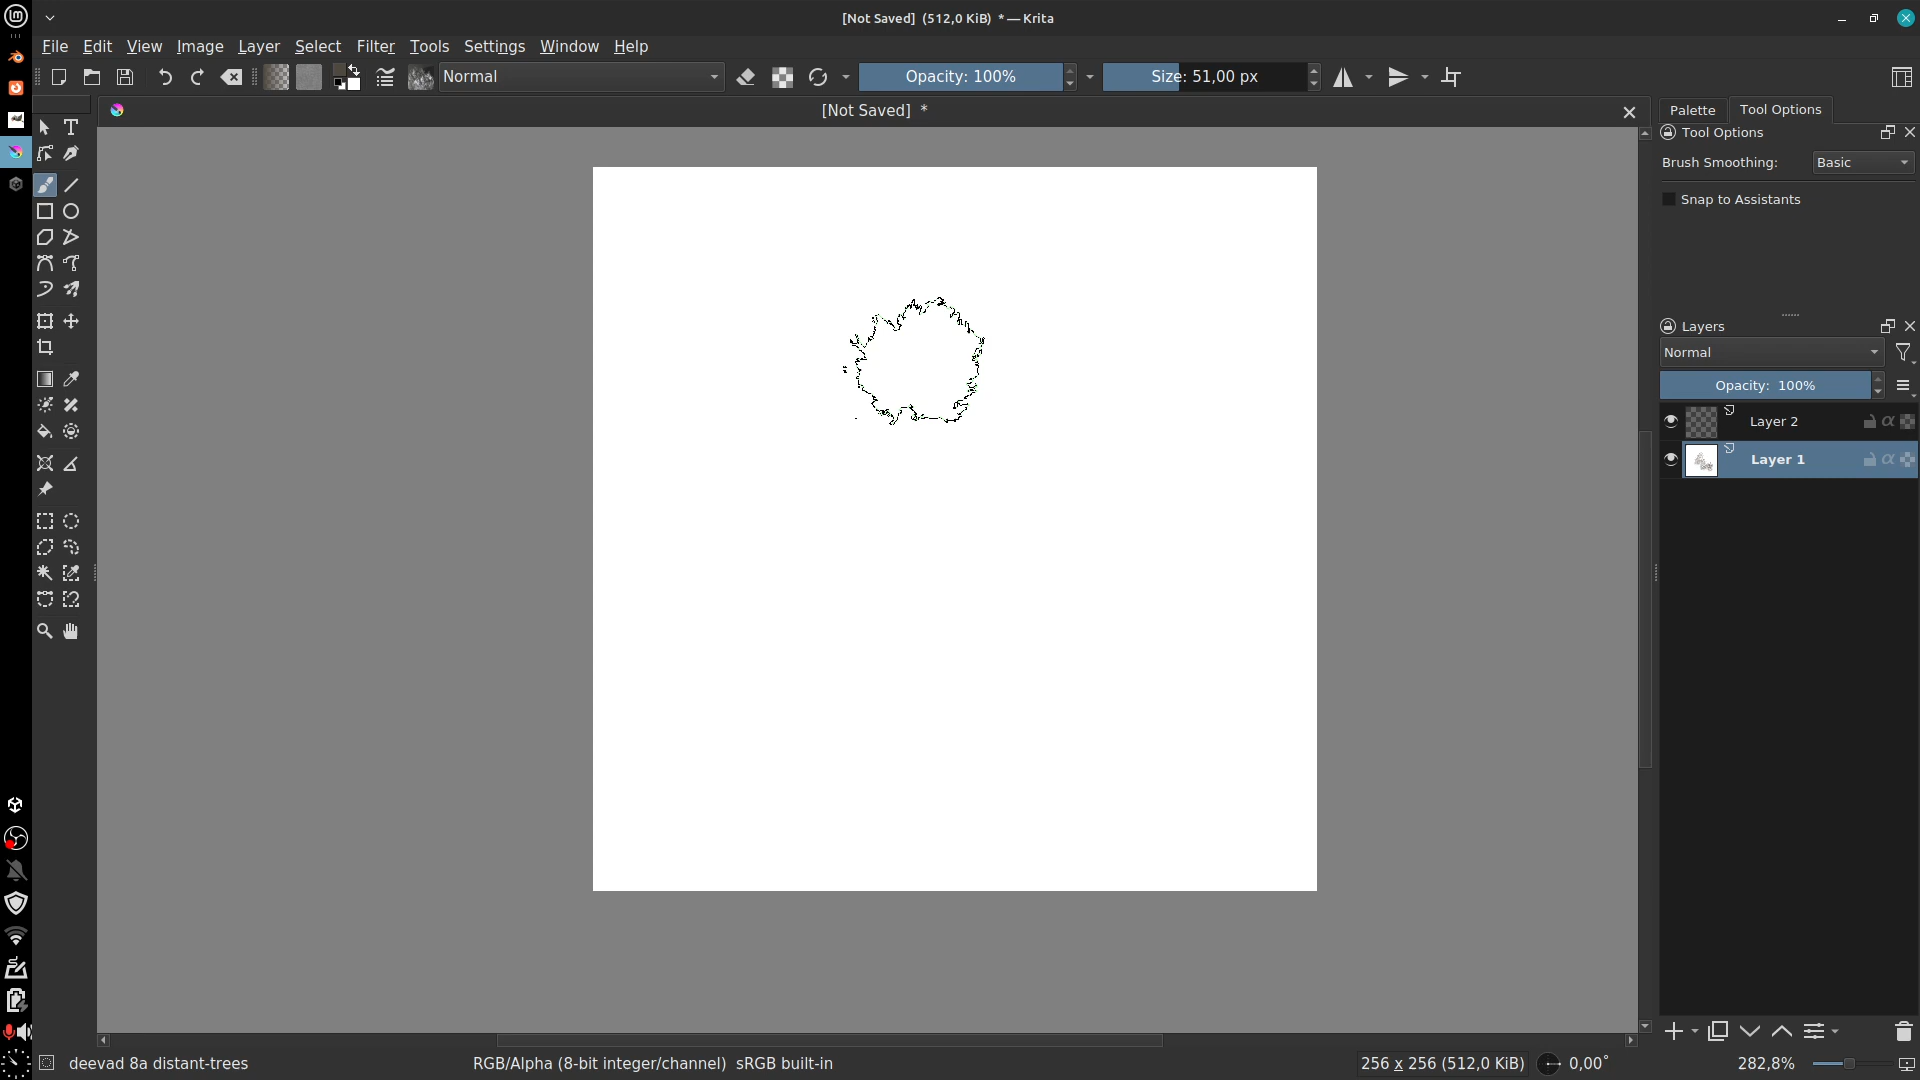 [Not Saved]  (512,0 KiB)  * — Krita
File Edit View Image Layer Select Filter Tools Settings Window Help
Normal
Opacity: 100%
Size: 51,00 px
[Not Saved]  *
Palette
Tool Options
Tool Options
Brush Smoothing:
Basic
Snap to Assistants
Layers
Normal
Opacity:  100%
Layer 2
Layer 1
deevad 8a distant-trees
RGB/Alpha (8-bit integer/channel)  sRGB built-in
256 x 256 (512,0 KiB)
0,00°
282,8%